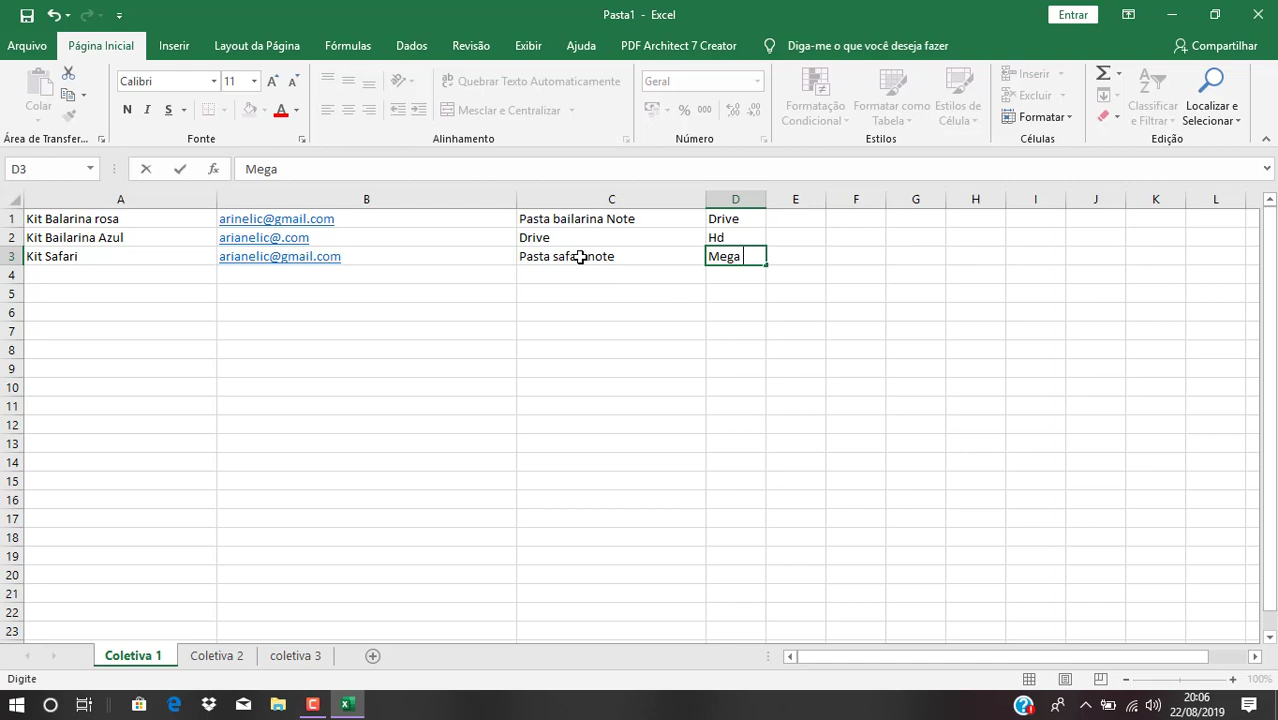 Pasta1 - Excel
Entrar
Arquivo Página Inicial Inserir Layout da Página Fórmulas Dados Revisão Exibir Ajuda PDF Architect 7 Creator Diga-me o que você deseja fazer Compartilhar
Colar
Calibri 11
N I S
Quebrar Texto Automaticamente
Mesclar e Centralizar
Geral
% 000
Formatação Condicional
Formatar como Tabela
Estilos de Célula
Inserir
Excluir
Formatar
Classificar e Filtrar
Localizar e Selecionar
Área de Transfer... Fonte Alinhamento Número Estilos Células Edição
D3 fx Mega
A B C D E F G H I J K L
1 Kit Balarina rosa arinelic@gmail.com Pasta bailarina Note Drive
2 Kit Bailarina Azul arianelic@.com Drive Hd
3 Kit Safari arianelic@gmail.com Pasta safari note Mega
4
5
6
7
8
9
10
11
12
13
14
15
16
17
18
19
20
21
22
23
Coletiva 1 Coletiva 2 coletiva 3
Digite 100%
20:06
22/08/2019